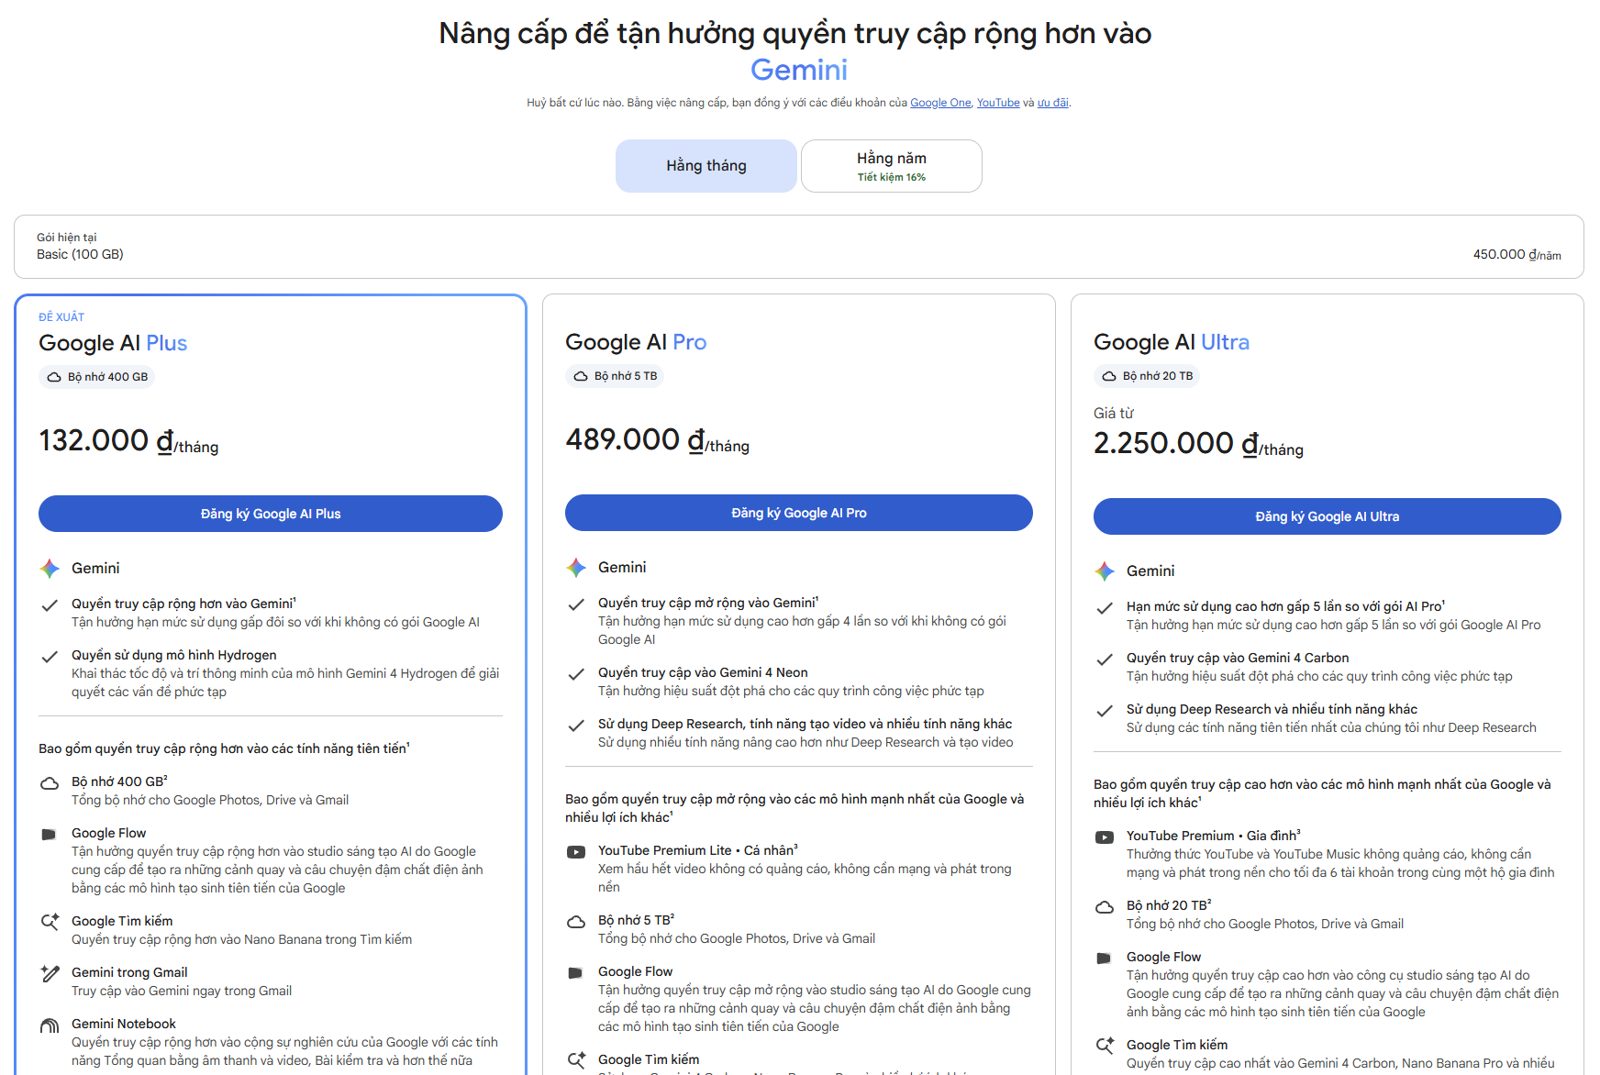 Nâng cấp để tận hưởng quyền truy cập rộng hơn vào
Gemini
Huỷ bất cứ lúc nào. Bằng việc nâng cấp, bạn đồng ý với các điều khoản của Google One, YouTube và ưu đãi.
Hằng tháng
Hằng năm
Tiết kiệm 16%
Gói hiện tại
Basic (100 GB)
450.000 ₫/năm
ĐỀ XUẤT
Google AI Plus
Bộ nhớ 400 GB
132.000 ₫/tháng
Đăng ký Google AI Plus
Gemini
Quyền truy cập rộng hơn vào Gemini¹
Tận hưởng hạn mức sử dụng gấp đôi so với khi không có gói Google AI
Quyền sử dụng mô hình Hydrogen
Khai thác tốc độ và trí thông minh của mô hình Gemini 4 Hydrogen để giải
quyết các vấn đề phức tạp
Bao gồm quyền truy cập rộng hơn vào các tính năng tiên tiến¹
Bộ nhớ 400 GB²
Tổng bộ nhớ cho Google Photos, Drive và Gmail
Google Flow
Tận hưởng quyền truy cập rộng hơn vào studio sáng tạo AI do Google
cung cấp để tạo ra những cảnh quay và câu chuyện đậm chất điện ảnh
bằng các mô hình tạo sinh tiên tiến của Google
Google Tìm kiếm
Quyền truy cập rộng hơn vào Nano Banana trong Tìm kiếm
Gemini trong Gmail
Truy cập vào Gemini ngay trong Gmail
Gemini Notebook
Quyền truy cập rộng hơn vào cộng sự nghiên cứu của Google với các tính
năng Tổng quan bằng âm thanh và video, Bài kiểm tra và hơn thế nữa
Google AI Pro
Bộ nhớ 5 TB
489.000 ₫/tháng
Đăng ký Google AI Pro
Gemini
Quyền truy cập mở rộng vào Gemini¹
Tận hưởng hạn mức sử dụng cao hơn gấp 4 lần so với khi không có gói
Google AI
Quyền truy cập vào Gemini 4 Neon
Tận hưởng hiệu suất đột phá cho các quy trình công việc phức tạp
Sử dụng Deep Research, tính năng tạo video và nhiều tính năng khác
Sử dụng nhiều tính năng nâng cao hơn như Deep Research và tạo video
Bao gồm quyền truy cập mở rộng vào các mô hình mạnh nhất của Google và
nhiều lợi ích khác¹
YouTube Premium Lite • Cá nhân³
Xem hầu hết video không có quảng cáo, không cần mạng và phát trong
nền
Bộ nhớ 5 TB²
Tổng bộ nhớ cho Google Photos, Drive và Gmail
Google Flow
Tận hưởng quyền truy cập mở rộng vào studio sáng tạo AI do Google cung
cấp để tạo ra những cảnh quay và câu chuyện đậm chất điện ảnh bằng
các mô hình tạo sinh tiên tiến của Google
Google Tìm kiếm
Google AI Ultra
Bộ nhớ 20 TB
Giá từ
2.250.000 ₫/tháng
Đăng ký Google AI Ultra
Gemini
Hạn mức sử dụng cao hơn gấp 5 lần so với gói AI Pro¹
Tận hưởng hạn mức sử dụng cao hơn gấp 5 lần so với gói Google AI Pro
Quyền truy cập vào Gemini 4 Carbon
Tận hưởng hiệu suất đột phá cho các quy trình công việc phức tạp
Sử dụng Deep Research và nhiều tính năng khác
Sử dụng các tính năng tiên tiến nhất của chúng tôi như Deep Research
Bao gồm quyền truy cập cao hơn vào các mô hình mạnh nhất của Google và
nhiều lợi ích khác¹
YouTube Premium • Gia đình³
Thưởng thức YouTube và YouTube Music không quảng cáo, không cần
mạng và phát trong nền cho tối đa 6 tài khoản trong cùng một hộ gia đình
Bộ nhớ 20 TB²
Tổng bộ nhớ cho Google Photos, Drive và Gmail
Google Flow
Tận hưởng quyền truy cập cao hơn vào công cụ studio sáng tạo AI do
Google cung cấp để tạo ra những cảnh quay và câu chuyện đậm chất điện
ảnh bằng các mô hình tạo sinh tiên tiến của Google
Google Tìm kiếm
Quyền truy cập cao nhất vào Gemini 4 Carbon, Nano Banana Pro và nhiều